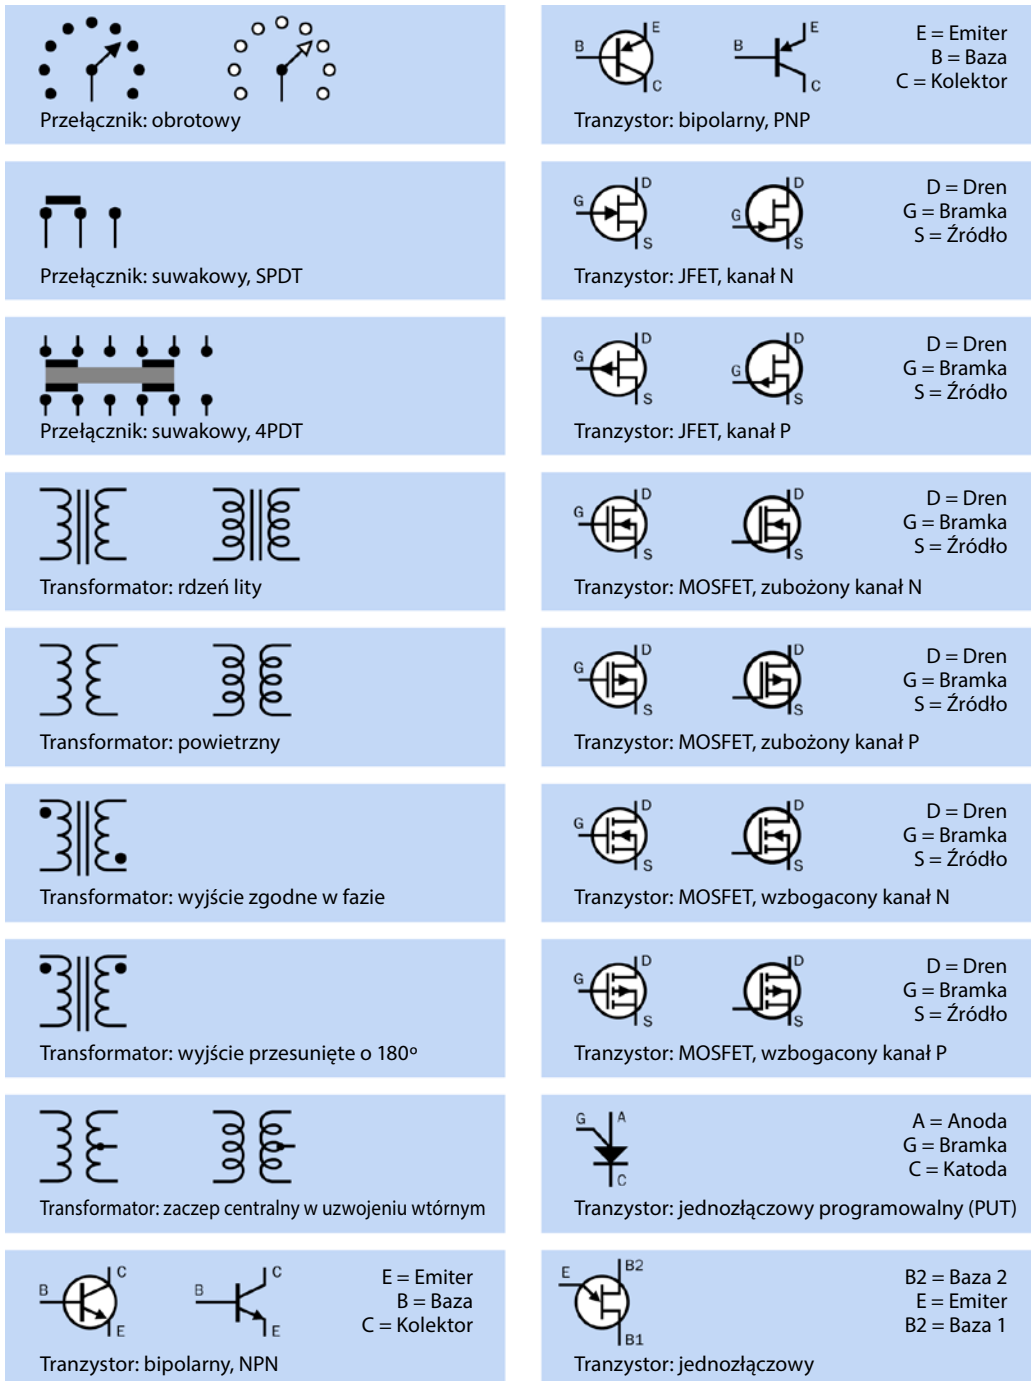 Przełącznik: obrotowy
Przełącznik: suwakowy, SPDT
Przełącznik: suwakowy, 4PDT
Transformator: rdzeń lity
Transformator: powietrzny
Transformator: wyjście zgodne w fazie
Transformator: wyjście przesunięte o 180º
Transformator: zaczep centralny w uzwojeniu wtórnym
B C E B C E
E = Emiter
B = Baza
C = Kolektor
Tranzystor: bipolarny, NPN
B E C B E C
E = Emiter
B = Baza
C = Kolektor
Tranzystor: bipolarny, PNP
G D S G D S
D = Dren
G = Bramka
S = Źródło
Tranzystor: JFET, kanał N
G D S G D S
D = Dren
G = Bramka
S = Źródło
Tranzystor: JFET, kanał P
G D S D S
D = Dren
G = Bramka
S = Źródło
Tranzystor: MOSFET, zubożony kanał N
G D S D S
D = Dren
G = Bramka
S = Źródło
Tranzystor: MOSFET, zubożony kanał P
G D S D S
D = Dren
G = Bramka
S = Źródło
Tranzystor: MOSFET, wzbogacony kanał N
G D S D S
D = Dren
G = Bramka
S = Źródło
Tranzystor: MOSFET, wzbogacony kanał P
G A C
A = Anoda
G = Bramka
C = Katoda
Tranzystor: jednozłączowy programowalny (PUT)
E B2 B1
B2 = Baza 2
E = Emiter
B2 = Baza 1
Tranzystor: jednozłączowy